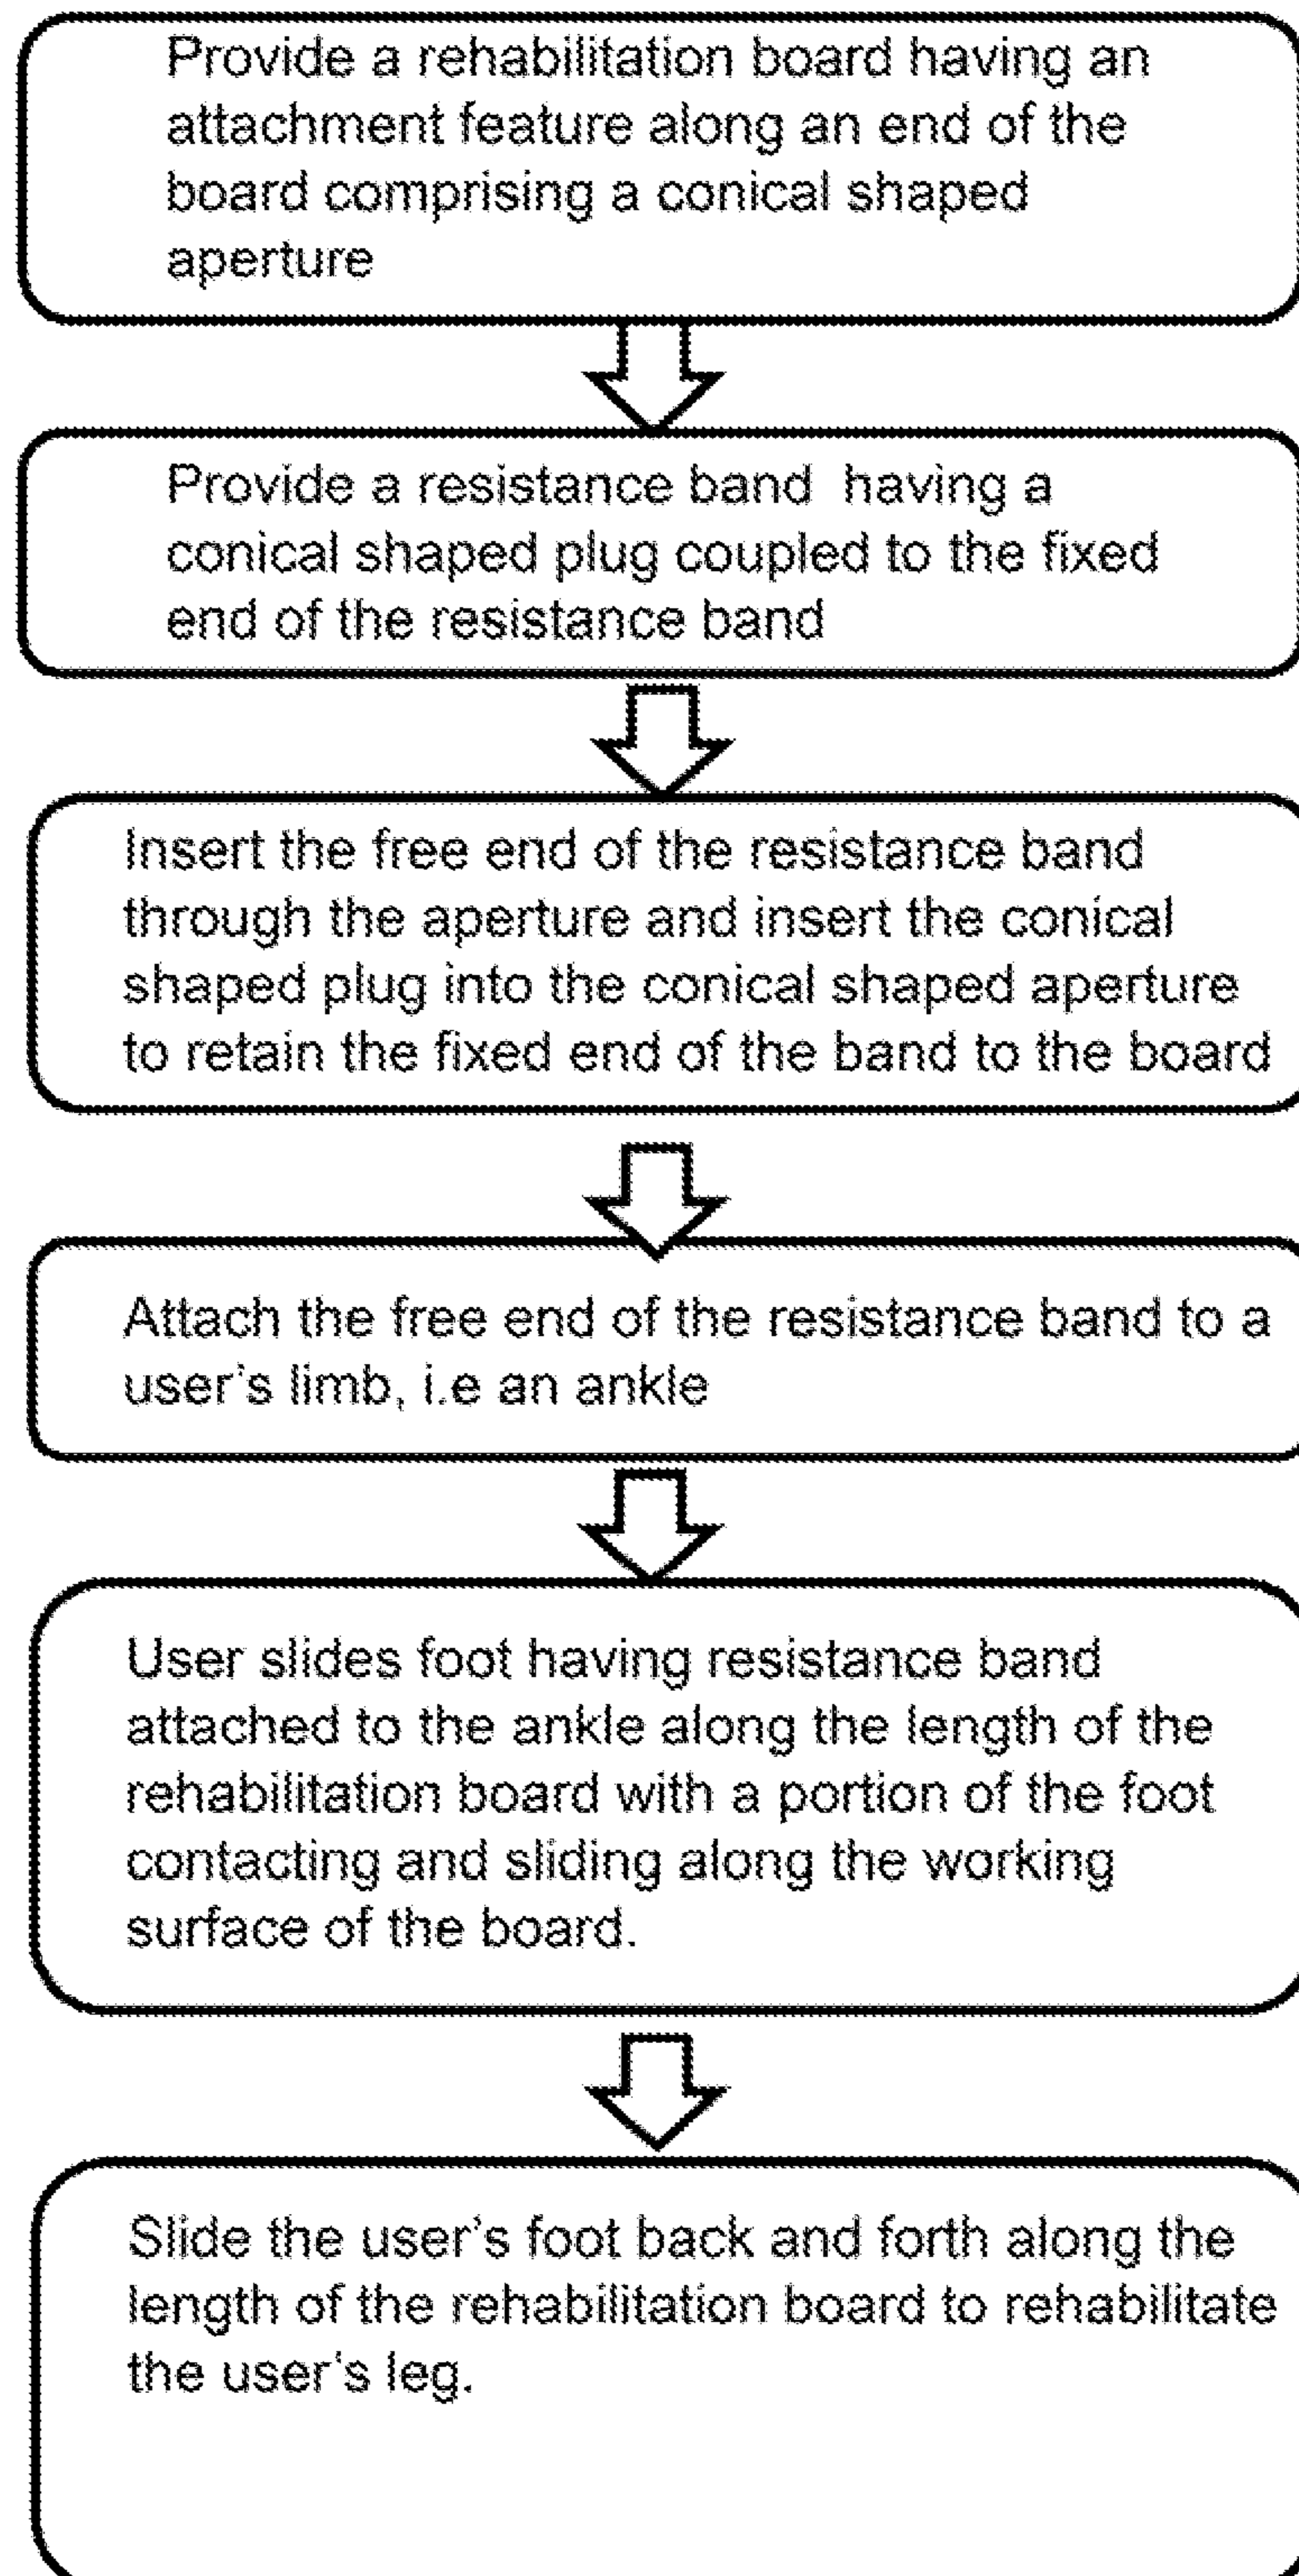 Provide a rehabilitation board having an
attachment feature along an end of the
board comprising a conical shaped
aperture
Provide a resistance band  having a
conical shaped plug coupled to the fixed
end of the resistance band
Insert the free end of the resistance band
through the aperture and insert the conical
shaped plug into the conical shaped aperture
to retain the fixed end of the band to the board
Attach the free end of the resistance band to a
user's limb, i.e an ankle
User slides foot having resistance band
attached to the ankle along the length of the
rehabilitation board with a portion of the foot
contacting and sliding along the working
surface of the board.
Slide the user's foot back and forth along the
length of the rehabilitation board to rehabilitate
the user's leg.